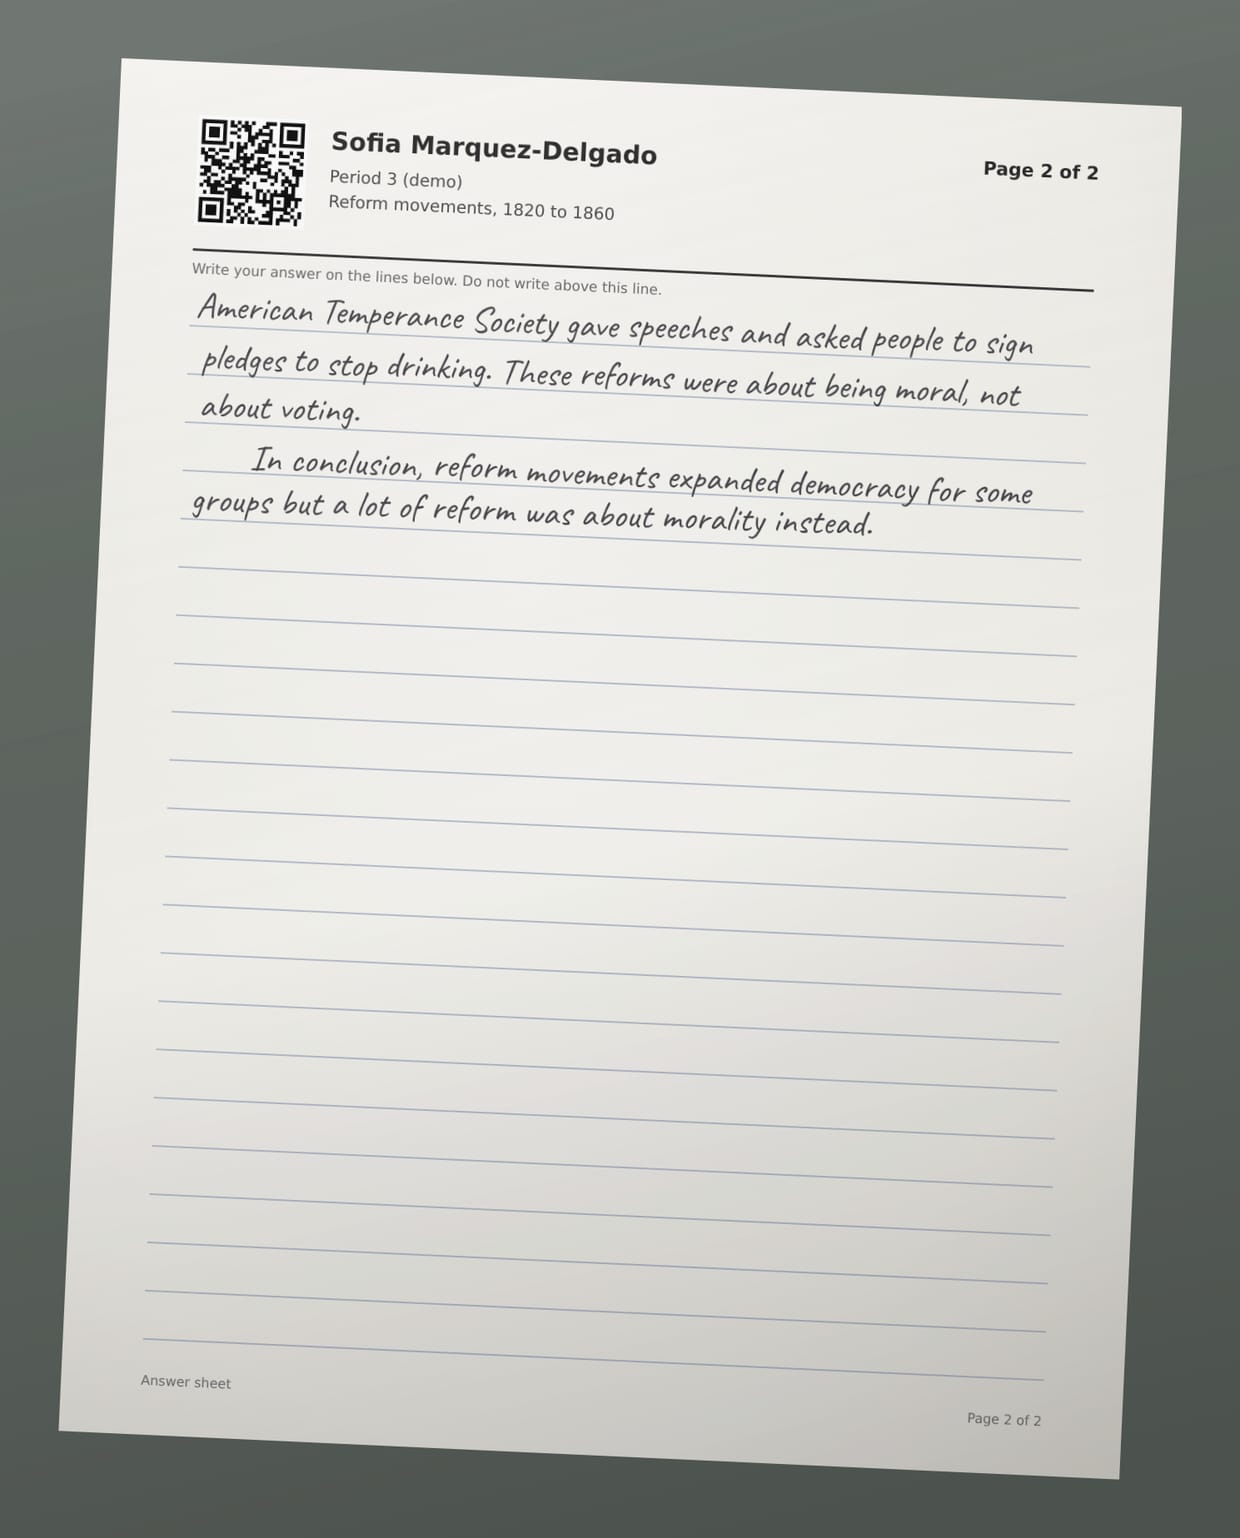 Sofia Marquez-Delgado
Page 2 of 2
Period 3 (demo)
Reform movements, 1820 to 1860
Write your answer on the lines below. Do not write above this line.
American Temperance Society gave speeches and asked people to sign
pledges to stop drinking. These reforms were about being moral, not
about voting.
In conclusion, reform movements expanded democracy for some
groups but a lot of reform was about morality instead.
Answer sheet
Page 2 of 2